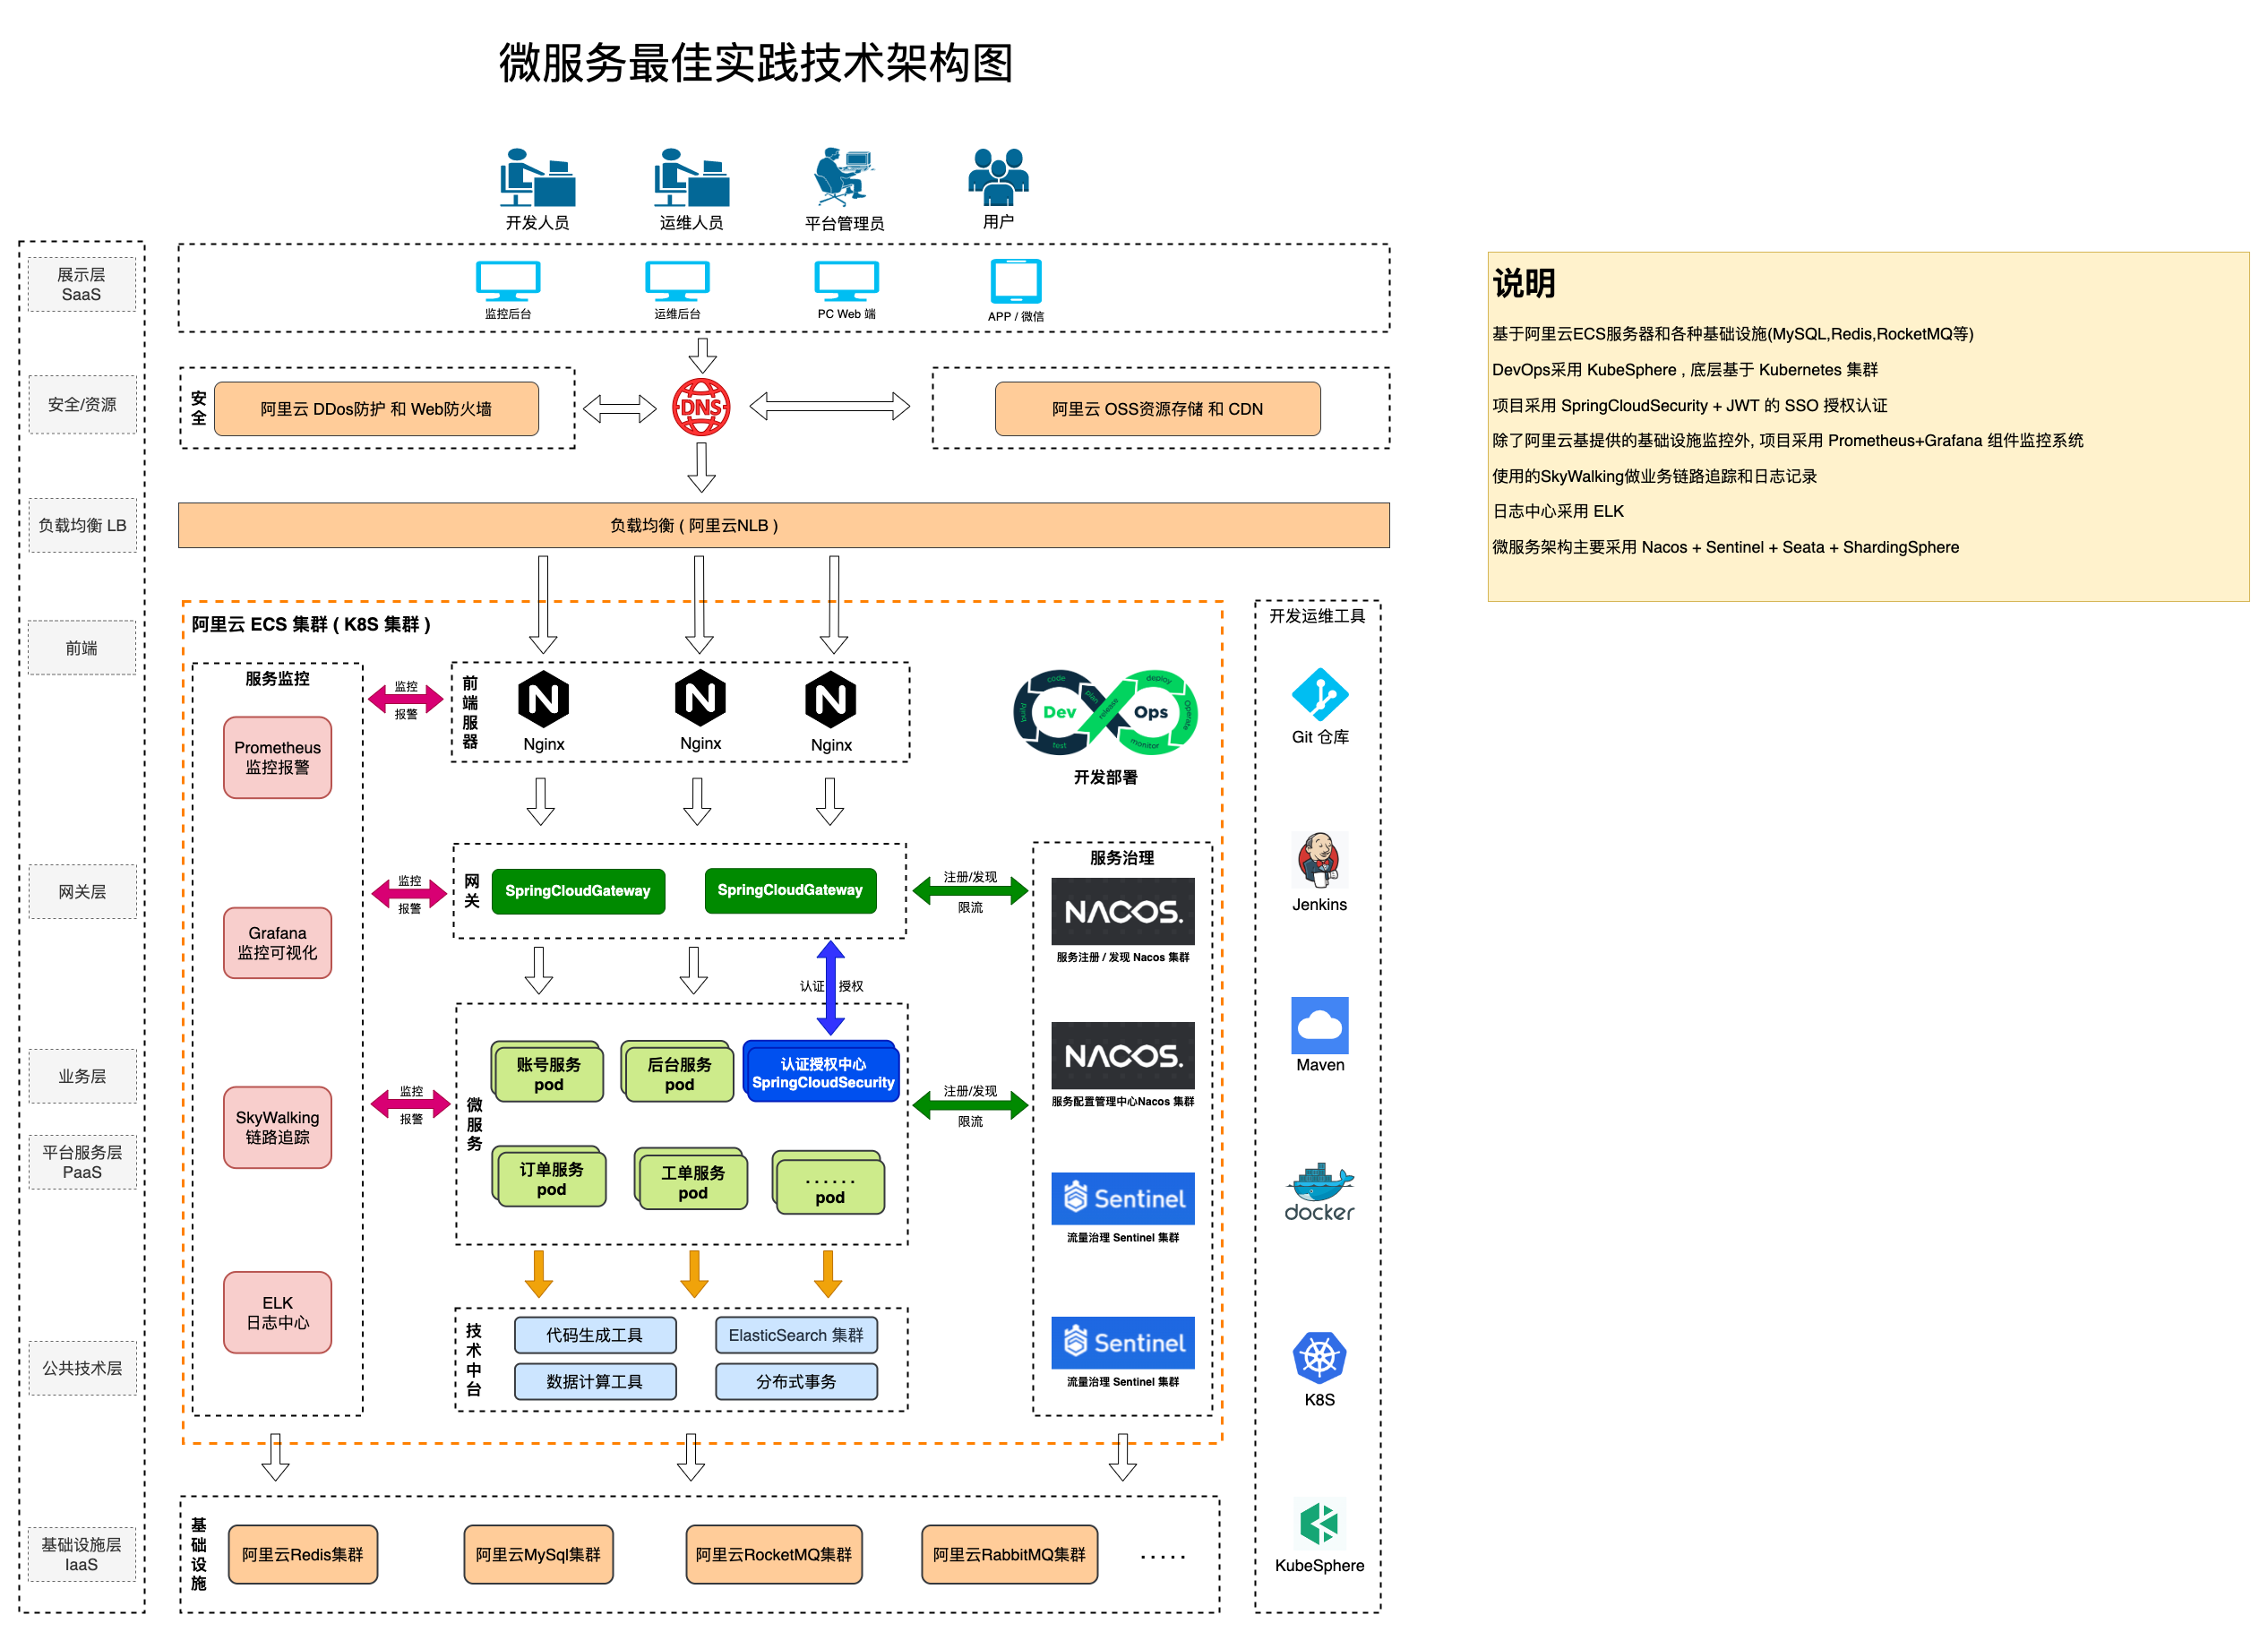 微服务最佳实践技术架构图
开发人员
运维人员
平台管理员
用户
展示层
SaaS
监控后台
运维后台
PC Web 端
APP / 微信
说明
基于阿里云ECS服务器和各种基础设施(MySQL,Redis,RocketMQ等)
DevOps采用 KubeSphere , 底层基于 Kubernetes 集群
项目采用 SpringCloudSecurity + JWT 的 SSO 授权认证
除了阿里云基提供的基础设施监控外, 项目采用 Prometheus+Grafana 组件监控系统
使用的SkyWalking做业务链路追踪和日志记录
日志中心采用 ELK
微服务架构主要采用 Nacos + Sentinel + Seata + ShardingSphere
安全/资源
安全
阿里云 DDos防护 和 Web防火墙
DNS
阿里云 OSS资源存储 和 CDN
负载均衡 LB
负载均衡 ( 阿里云NLB )
前端
阿里云 ECS 集群 ( K8S 集群 )
服务监控
Prometheus
监控报警
Grafana
监控可视化
SkyWalking
链路追踪
ELK
日志中心
监控
报警
前端服器
Nginx
Nginx
Nginx
code
plan
build
test
release
deploy
Operate
monitor
Dev
Ops
开发部署
网关层
监控
报警
网关
SpringCloudGateway
SpringCloudGateway
注册/发现
限流
认证
授权
业务层
平台服务层
PaaS
监控
报警
微服务
账号服务
pod
后台服务
pod
认证授权中心
SpringCloudSecurity
订单服务
pod
工单服务
pod
......
pod
注册/发现
限流
服务治理
NACOS.
服务注册 / 发现 Nacos 集群
NACOS.
服务配置管理中心Nacos 集群
Sentinel
流量治理 Sentinel 集群
Sentinel
流量治理 Sentinel 集群
公共技术层
技术中台
代码生成工具
ElasticSearch 集群
数据计算工具
分布式事务
开发运维工具
Git 仓库
Jenkins
Maven
docker
K8S
KubeSphere
基础设施层
IaaS
基础设施
阿里云Redis集群
阿里云MySql集群
阿里云RocketMQ集群
阿里云RabbitMQ集群
.....